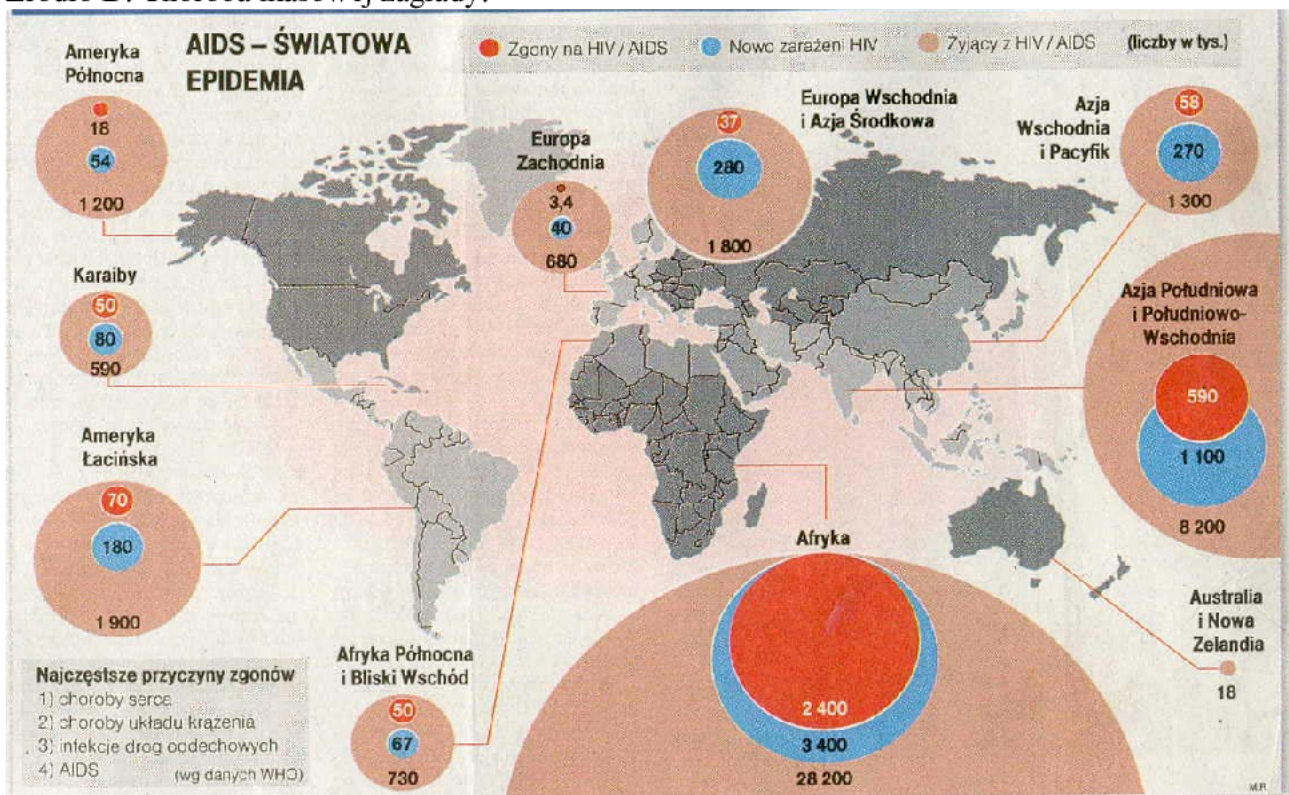 AIDS – ŚWIATOWA
EPIDEMIA
Zgony na HIV / AIDS
Nowo zarażeni HIV
Żyjący z HIV / AIDS
(liczby w tys.)
Ameryka
Północna
18
54
1 200
Karaiby
50
80
590
Ameryka
Łacińska
70
180
1 900
Europa
Zachodnia
3,4
40
680
Europa Wschodnia
i Azja Środkowa
37
280
1 800
Azja
Wschodnia
i Pacyfik
58
270
1 300
Azja Południowa
i Południowo-
Wschodnia
590
1 100
8 200
Afryka
2 400
3 400
28 200
Australia
i Nowa
Zelandia
18
Afryka Północna
i Bliski Wschód
50
67
730
Najczęstsze przyczyny zgonów
1) choroby serca
2) choroby układu krążenia
3) infekcje dróg oddechowych
4) AIDS (wg danych WHO)
M.R.